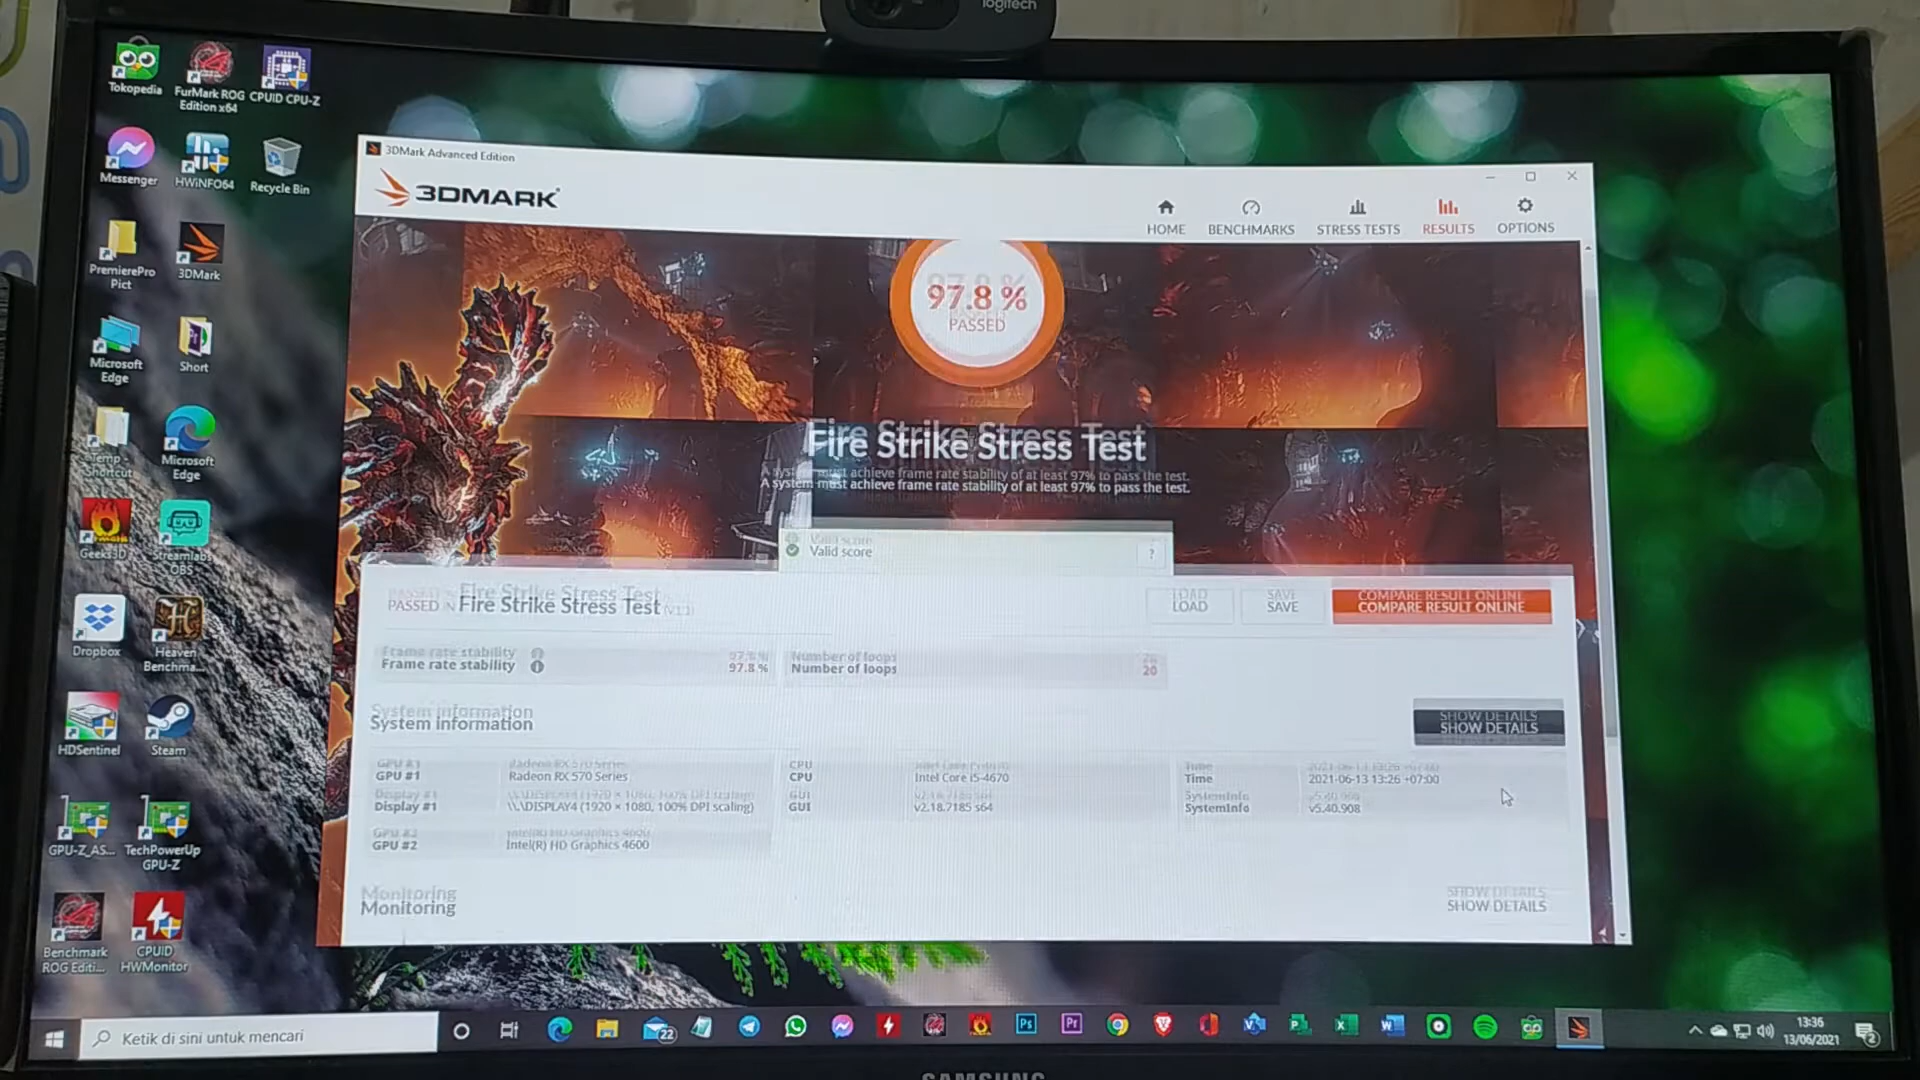 logitech
Tokopedia
FurMark ROG
Edition x64
CPUID CPU-Z
Messenger
HWiNFO64
Recycle Bin
PremierePro
Pict
3DMark
Microsoft
Edge
Short
Temp -
Shortcut
Microsoft
Edge
Geeks3D
Streamlabs
OBS
Dropbox
Heaven
Benchma...
HDSentinel
Steam
GPU-Z_AS...
TechPowerUp
GPU-Z
Benchmark
ROG Editi...
CPUID
HWMonitor
3DMark Advanced Edition
3DMARK
HOME
BENCHMARKS
STRESS TESTS
RESULTS
OPTIONS
97.8 %
PASSED
Fire Strike Stress Test
A system must achieve frame rate stability of at least 97% to pass the test.
Valid score
?
PASSED
Fire Strike Stress Test
LOAD
SAVE
COMPARE RESULT ONLINE
Frame rate stability
97.8 %
Number of loops
20
System information
SHOW DETAILS
GPU #1
Radeon RX 570 Series
CPU
Intel Core i5-4670
Time
2021-06-13 13:26 +07:00
Display #1
\\.\DISPLAY4 (1920 × 1080, 100% DPI scaling)
GUI
v2.18.7185 s64
SystemInfo
v5.40.908
GPU #2
Intel(R) HD Graphics 4600
Monitoring
SHOW DETAILS
Ketik di sini untuk mencari
22
Ps
Pr
13:36
13/06/2021
2
SAMSUNG